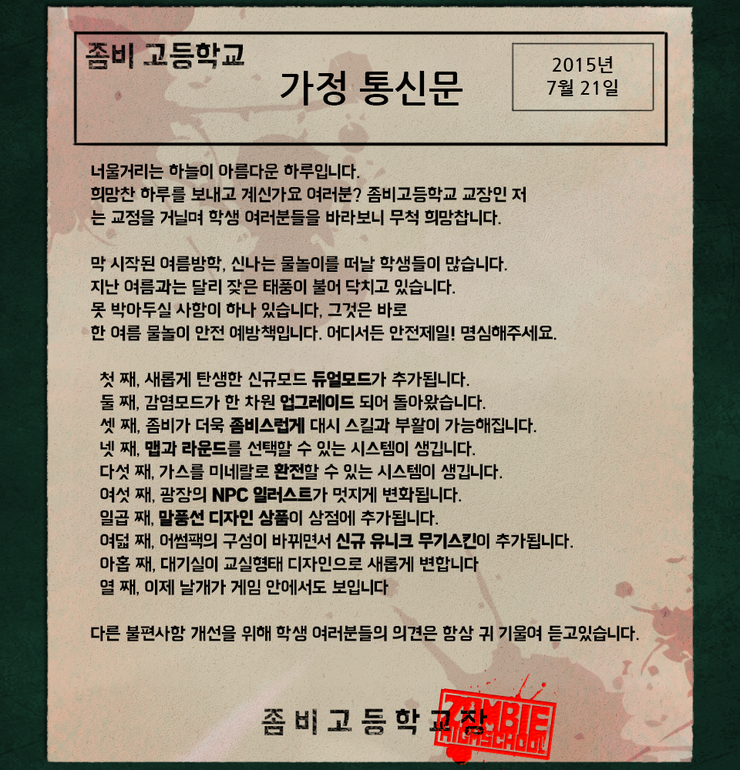 좀비 고등학교
가정 통신문
2015년
7월 21일
너울거리는 하늘이 아름다운 하루입니다.
희망찬 하루를 보내고 계신가요 여러분? 좀비고등학교 교장인 저
는 교정을 거닐며 학생 여러분들을 바라보니 무척 희망찹니다.
막 시작된 여름방학, 신나는 물놀이를 떠날 학생들이 많습니다.
지난 여름과는 달리 잦은 태풍이 불어 닥치고 있습니다.
못 박아두실 사항이 하나 있습니다, 그것은 바로
한 여름 물놀이 안전 예방책입니다. 어디서든 안전제일! 명심해주세요.
첫 째, 새롭게 탄생한 신규모드 듀얼모드가 추가됩니다.
둘 째, 감염모드가 한 차원 업그레이드 되어 돌아왔습니다.
셋 째, 좀비가 더욱 좀비스럽게 대시 스킬과 부활이 가능해집니다.
넷 째, 맵과 라운드를 선택할 수 있는 시스템이 생깁니다.
다섯 째, 가스를 미네랄로 환전할 수 있는 시스템이 생깁니다.
여섯 째, 광장의 NPC 일러스트가 멋지게 변화됩니다.
일곱 째, 말풍선 디자인 상품이 상점에 추가됩니다.
여덟 째, 어썸팩의 구성이 바뀌면서 신규 유니크 무기스킨이 추가됩니다.
아홉 째, 대기실이 교실형태 디자인으로 새롭게 변합니다
열 째, 이제 날개가 게임 안에서도 보입니다
다른 불편사항 개선을 위해 학생 여러분들의 의견은 항상 귀 기울여 듣고있습니다.
좀비고등학교장
ZOMBIE
HIGHSCHOOL